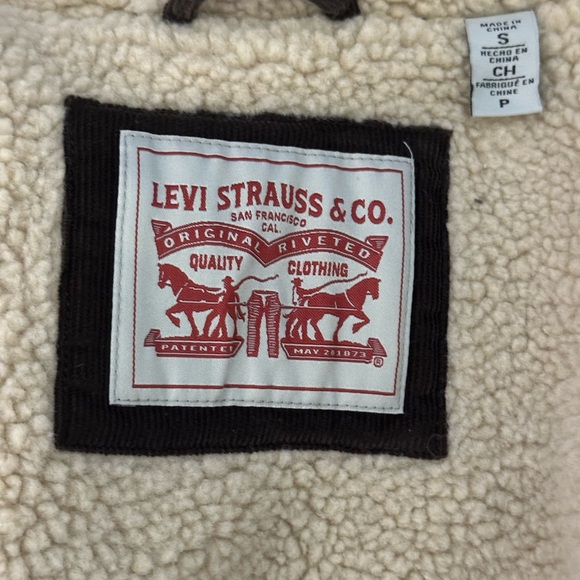 MADE IN
CHINA
S
HECHO EN
CHINA
CH
FABRIQUÉ EN
CHINE
P
LEVI STRAUSS & CO.
SAN FRANCISCO
CAL.
ORIGINAL RIVETED
QUALITY CLOTHING
PATENTED MAY 20 1873
®